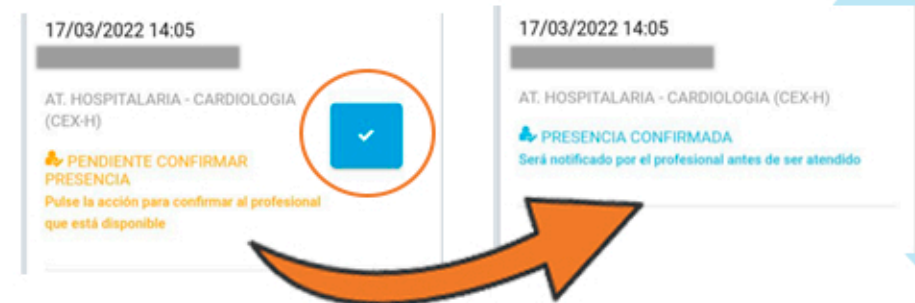 17/03/2022 14:05
AT. HOSPITALARIA - CARDIOLOGIA
(CEX-H)
PENDIENTE CONFIRMAR
PRESENCIA
Pulse la acción para confirmar al profesional
que está disponible
17/03/2022 14:05
AT. HOSPITALARIA - CARDIOLOGIA (CEX-H)
PRESENCIA CONFIRMADA
Será notificado por el profesional antes de ser atendido